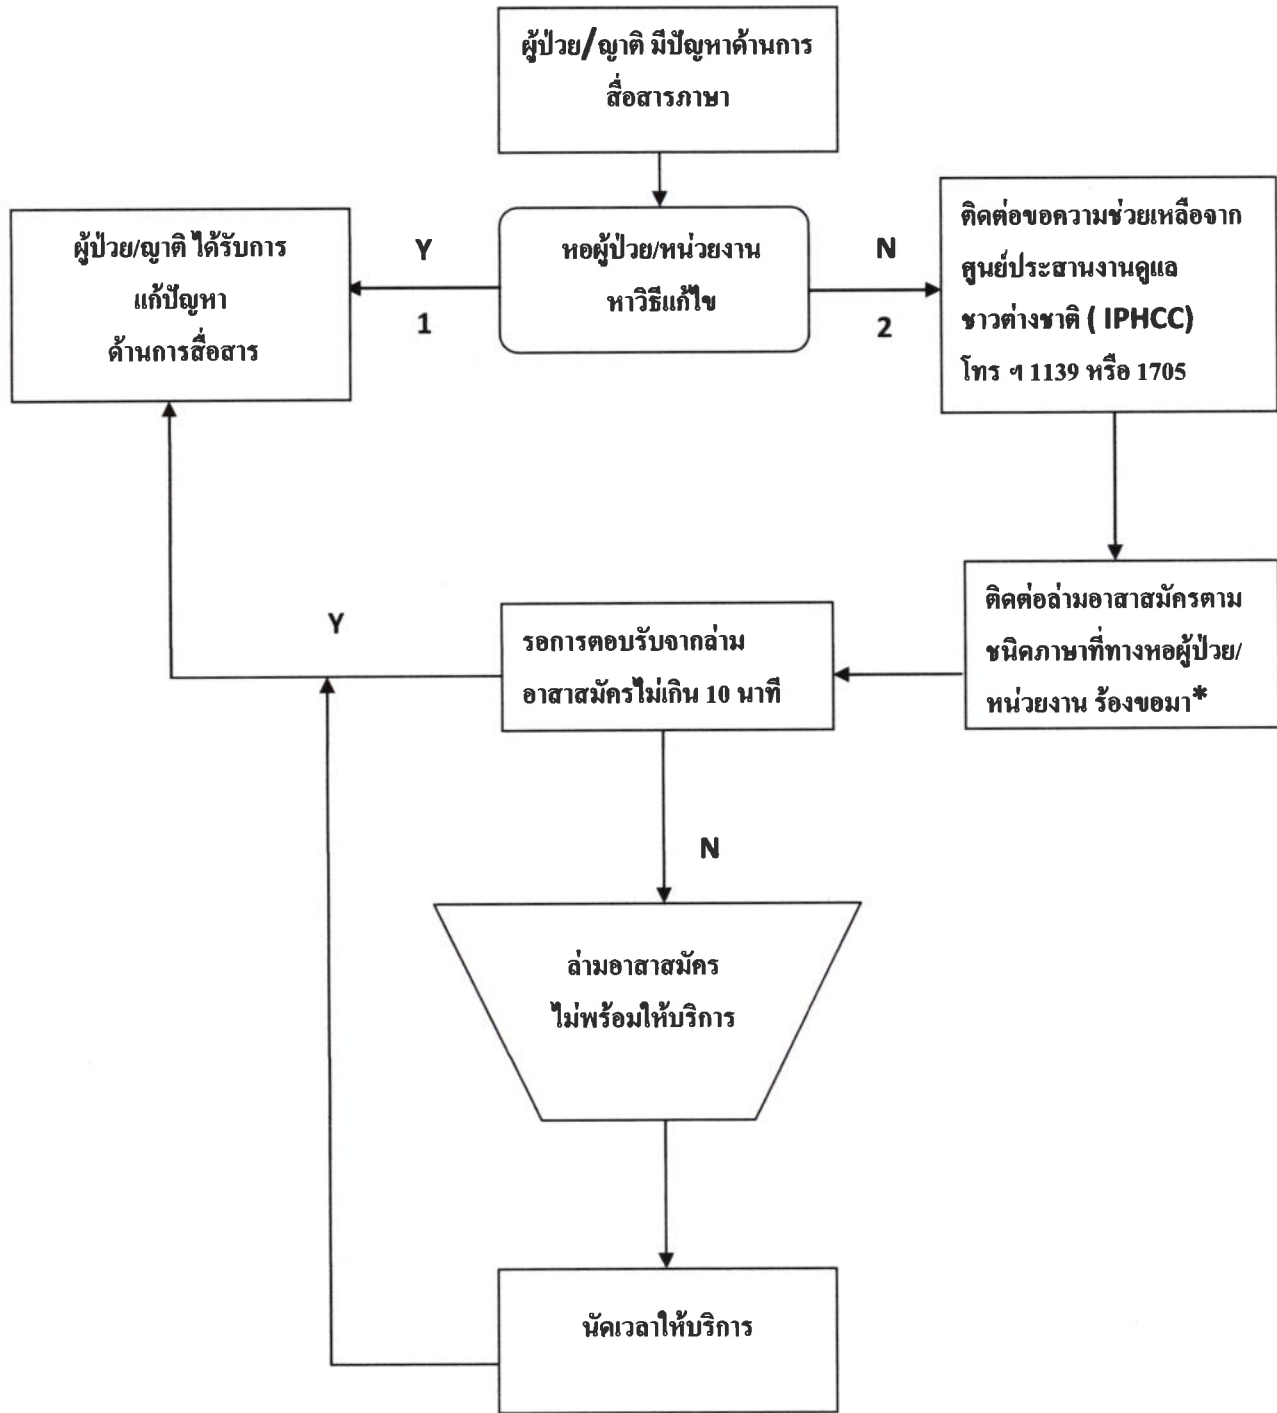 ผู้ป่วย/ญาติ มีปัญหาด้านการ
สื่อสารภาษา
ผู้ป่วย/ญาติ ได้รับการ
แก้ปัญหา
ด้านการสื่อสาร
Y
1
หอผู้ป่วย/หน่วยงาน
หาวิธีแก้ไข
N
2
ติดต่อขอความช่วยเหลือจาก
ศูนย์ประสานงานดูแล
ชาวต่างชาติ ( IPHCC)
โทร ฯ 1139 หรือ 1705
ติดต่อล่ามอาสาสมัครตาม
ชนิดภาษาที่ทางหอผู้ป่วย/
หน่วยงาน ร้องขอมา*
รอการตอบรับจากล่าม
อาสาสมัครไม่เกิน 10 นาที
Y
N
ล่ามอาสาสมัคร
ไม่พร้อมให้บริการ
นัดเวลาให้บริการ